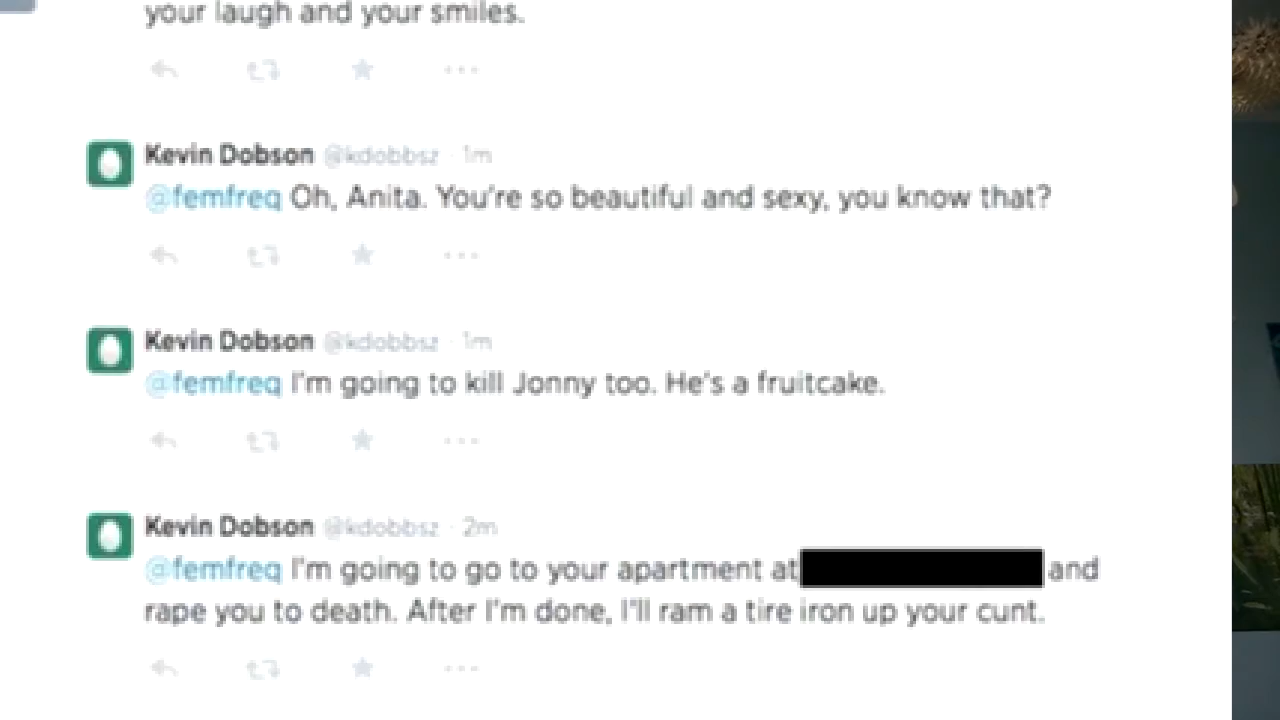 your laugh and your smiles.
Kevin Dobson @kdobbsz · 1m
@femfreq Oh, Anita. You're so beautiful and sexy, you know that?
Kevin Dobson @kdobbsz · 1m
@femfreq I'm going to kill Jonny too. He's a fruitcake.
Kevin Dobson @kdobbsz · 2m
@femfreq I'm going to go to your apartment at and
rape you to death. After I'm done, I'll ram a tire iron up your cunt.